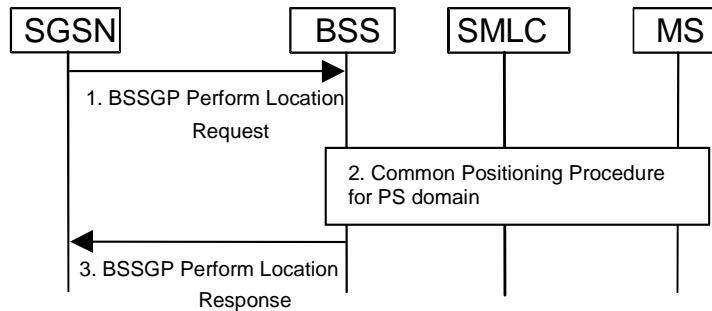 SGSN BSS SMLC MS
1. BSSGP Perform Location
Request
2. Common Positioning Procedure
for PS domain
3. BSSGP Perform Location
Response